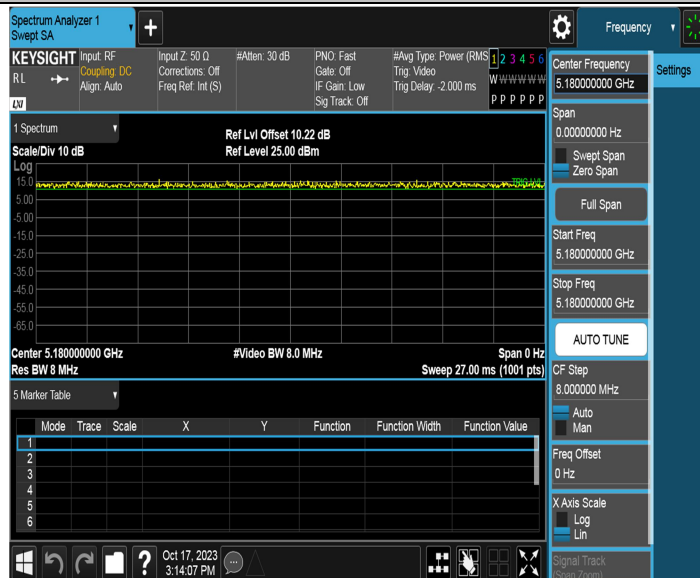 Spectrum Analyzer 1
Swept SA
Frequency
KEYSIGHT
RL
LXI
Input: RF
Coupling: DC
Align: Auto
Input Z: 50 Ω
Corrections: Off
Freq Ref: Int (S)
#Atten: 30 dB
PNO: Fast
Gate: Off
IF Gain: Low
Sig Track: Off
#Avg Type: Power (RMS
Trig: Video
Trig Delay: -2.000 ms
1 2 3 4 5 6
W W W W W W
P P P P P P
Center Frequency
5.180000000 GHz
Settings
Span
0.00000000 Hz
Swept Span
Zero Span
Full Span
Start Freq
5.180000000 GHz
Stop Freq
5.180000000 GHz
AUTO TUNE
CF Step
8.000000 MHz
Auto
Man
Freq Offset
0 Hz
X Axis Scale
Log
Lin
Signal Track
(Span Zoom)
1 Spectrum
Scale/Div 10 dB
Ref Lvl Offset 10.22 dB
Ref Level 25.00 dBm
Log
15.0
TRIG LVL
5.00
-5.00
-15.0
-25.0
-35.0
-45.0
-55.0
-65.0
Center 5.180000000 GHz
#Video BW 8.0 MHz
Span 0 Hz
Res BW 8 MHz
Sweep 27.00 ms (1001 pts)
5 Marker Table
Mode Trace Scale X Y Function Function Width Function Value
1
2
3
4
5
6
?
Oct 17, 2023
3:14:07 PM